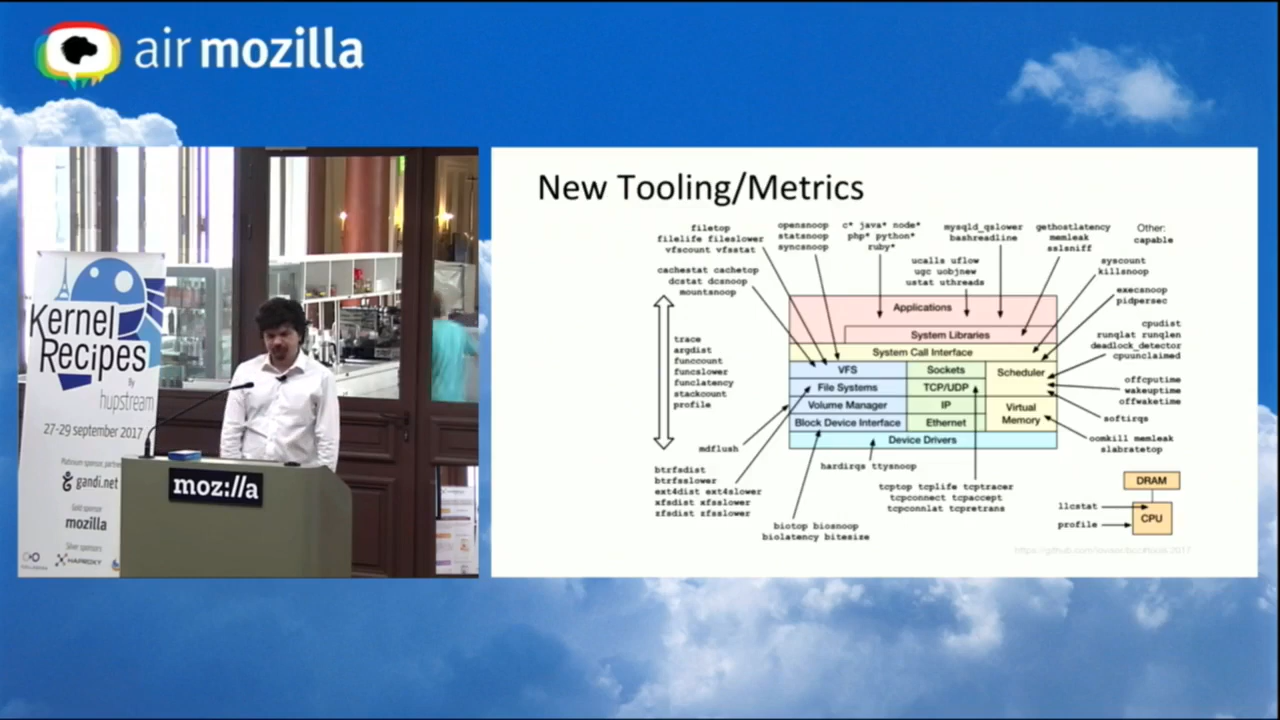 air mozilla
Kernel
Recipes
By
hupstream
27-29 september 2017
Platinum sponsor, partner
gandi.net
Gold sponsor
mozilla
Silver sponsors
HAPROXY
moz://a
New Tooling/Metrics
filetop
filelife fileslower
vfscount vfsstat
opensnoop
statsnoop
syncsnoop
c* java* node*
php* python*
ruby*
mysqld_qslower
bashreadline
gethostlatency
memleak
sslsniff
Other:
capable
cachestat cachetop
dcstat dcsnoop
mountsnoop
ucalls uflow
ugc uobjnew
ustat uthreads
syscount
killsnoop
execsnoop
pidpersec
trace
argdist
funccount
funcslower
funclatency
stackcount
profile
Applications
System Libraries
System Call Interface
VFS
File Systems
Volume Manager
Block Device Interface
Sockets
TCP/UDP
IP
Ethernet
Scheduler
Virtual
Memory
Device Drivers
cpudist
runqlat runqlen
deadlock_detector
cpuunclaimed
offcputime
wakeuptime
offwaketime
softirqs
oomkill memleak
slabratetop
mdflush
btrfsdist
btrfsslower
ext4dist ext4slower
xfsdist xfsslower
zfsdist zfsslower
hardirqs ttysnoop
biotop biosnoop
biolatency bitesize
tcptop tcplife tcptracer
tcpconnect tcpaccept
tcpconnlat tcpretrans
DRAM
llcstat
CPU
profile